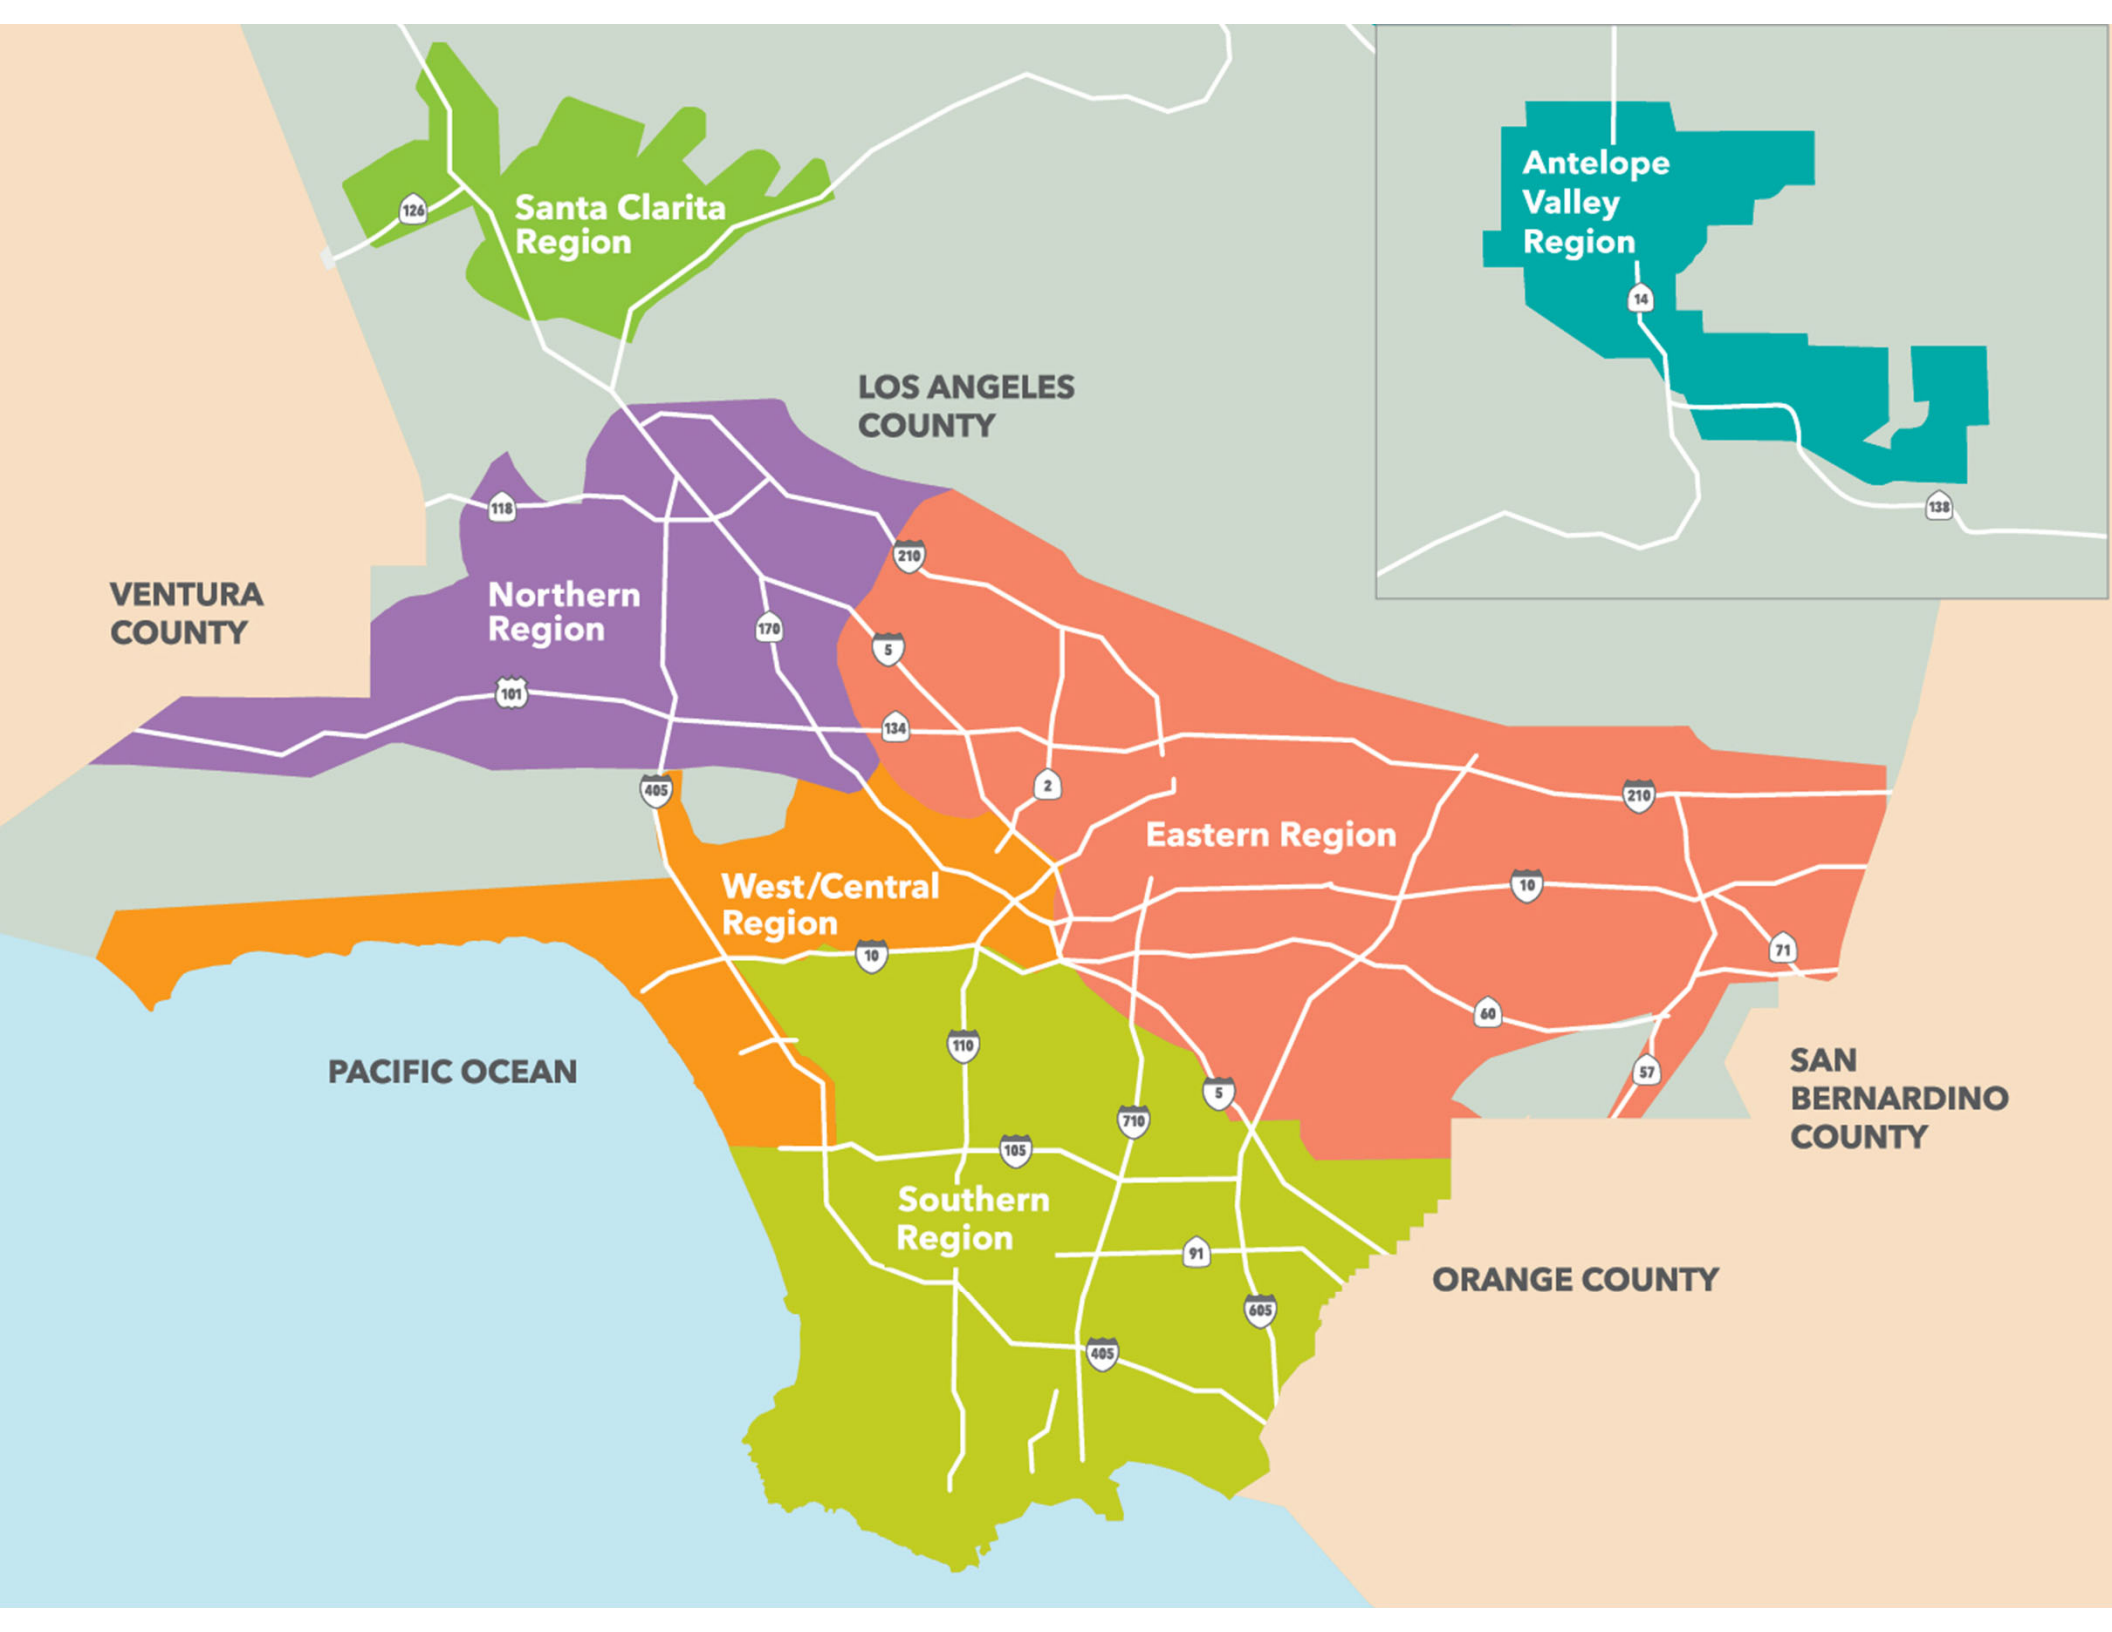 Antelope
Valley
Region
14
138
126
Santa Clarita
Region
LOS ANGELES
COUNTY
118
210
VENTURA
COUNTY
Northern
Region
170
5
101
134
405
2
210
Eastern Region
West/Central
Region
10
10
71
60
110
PACIFIC OCEAN
57
SAN
BERNARDINO
COUNTY
5
710
105
Southern
Region
91
ORANGE COUNTY
605
405